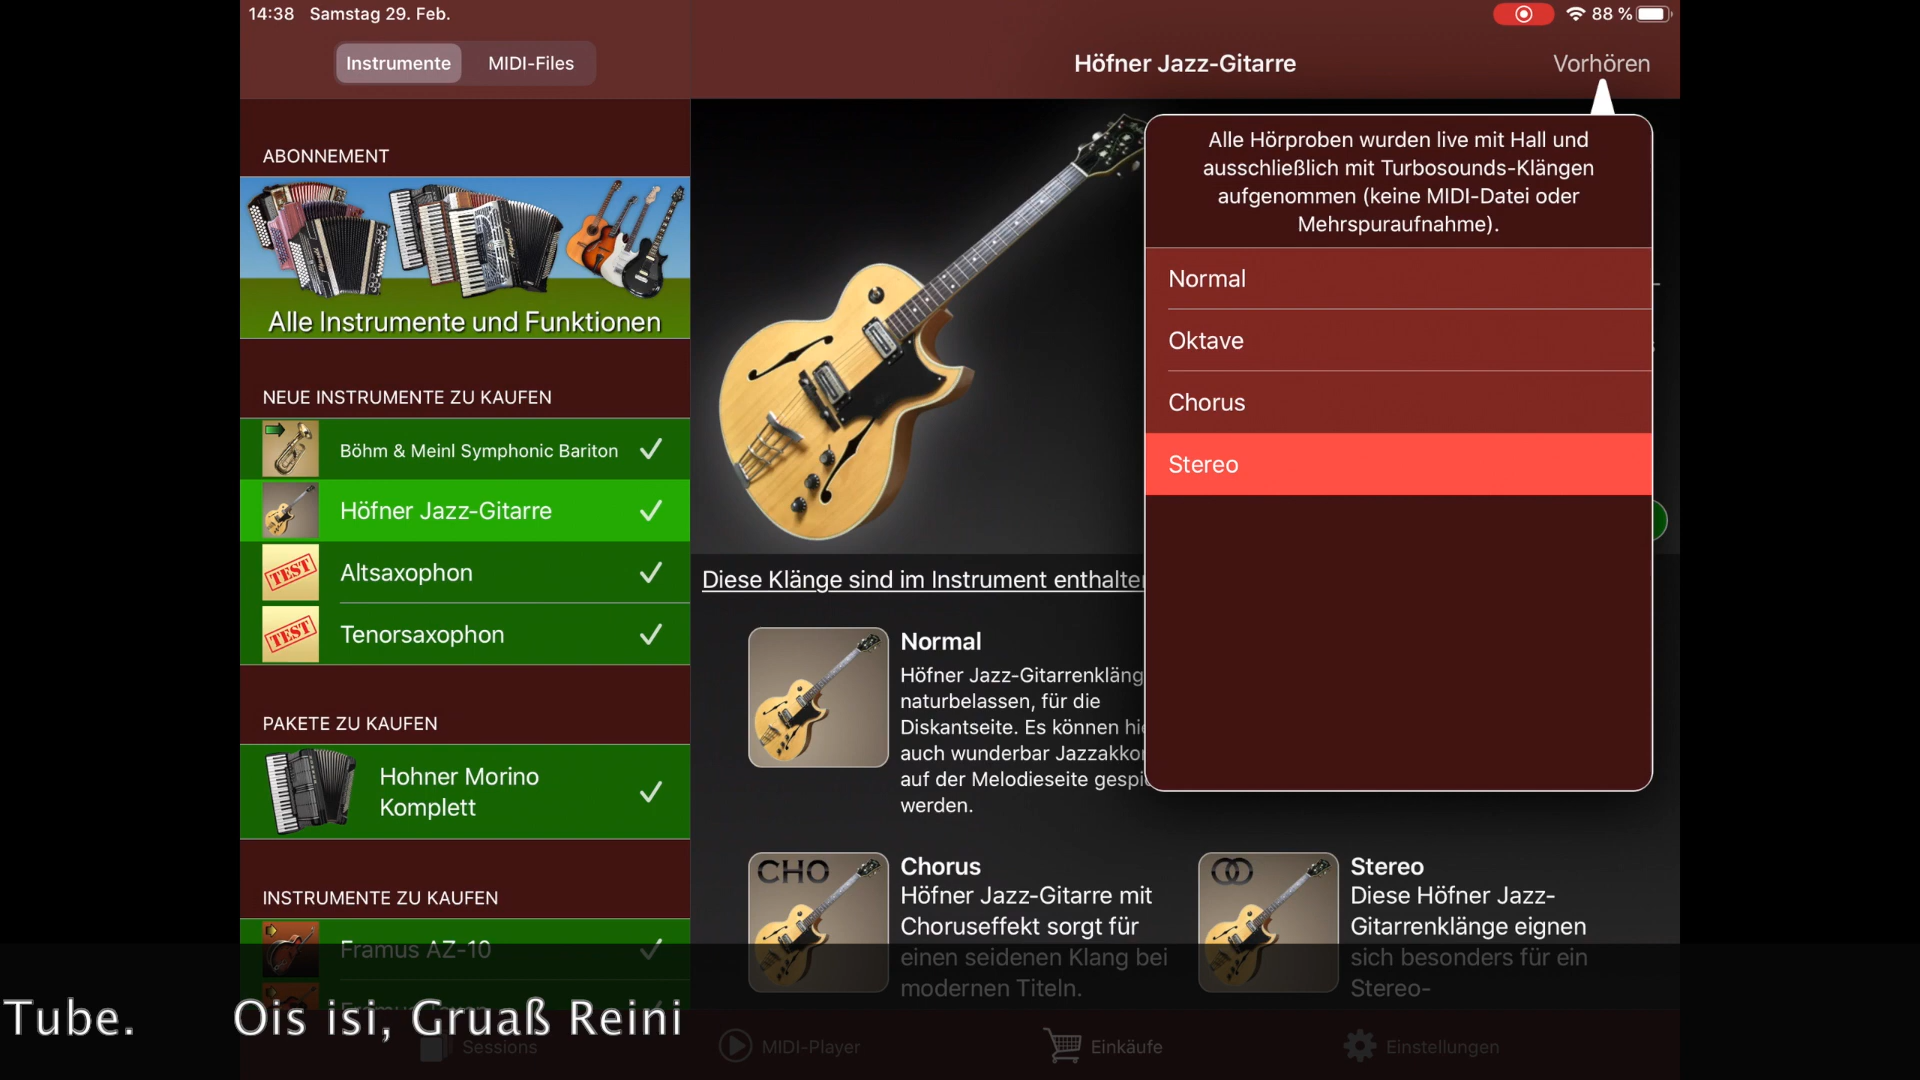 14:38 Samstag 29. Feb.
88 %
Instrumente MIDI-Files
Höfner Jazz-Gitarre
Vorhören
ABONNEMENT
Alle Instrumente und Funktionen
NEUE INSTRUMENTE ZU KAUFEN
Böhm & Meinl Symphonic Bariton
Höfner Jazz-Gitarre
TEST
Altsaxophon
TEST
Tenorsaxophon
PAKETE ZU KAUFEN
Hohner Morino
Komplett
INSTRUMENTE ZU KAUFEN
Framus AZ-10
Alle Hörproben wurden live mit Hall und
ausschließlich mit Turbosounds-Klängen
aufgenommen (keine MIDI-Datei oder
Mehrspuraufnahme).
Normal
Oktave
Chorus
Stereo
Diese Klänge sind im Instrument enthalten
Normal
Höfner Jazz-Gitarrenkläng
naturbelassen, für die
Diskantseite. Es können hie
auch wunderbar Jazzakkor
auf der Melodieseite gespi
werden.
CHO
Chorus
Höfner Jazz-Gitarre mit
Choruseffekt sorgt für
einen seidenen Klang bei
modernen Titeln.
Stereo
Diese Höfner Jazz-
Gitarrenklänge eignen
sich besonders für ein
Stereo-
Tube. Ois isi, Gruaß Reini
Sessions
MIDI-Player
Einkäufe
Einstellungen